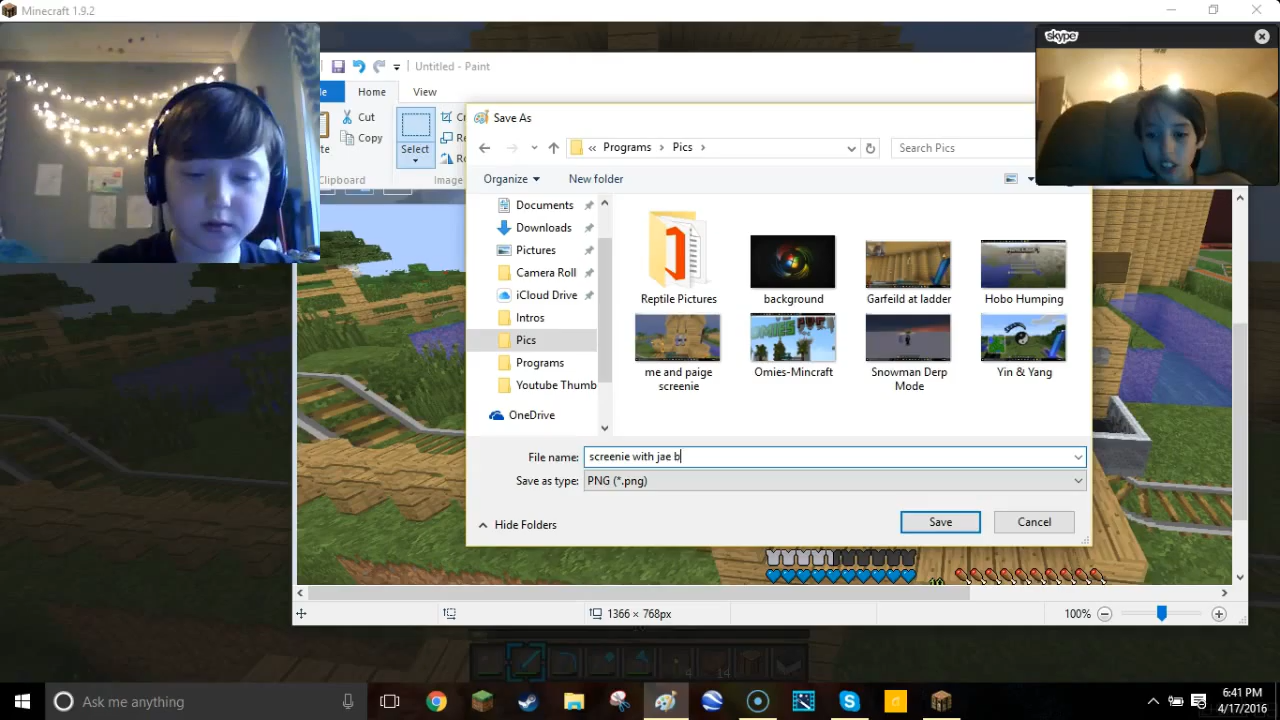 Minecraft 1.9.2
skype
Untitled - Paint
Home
View
Cut
Copy
Select
Image
Save As
« Programs > Pics >
Search Pics
Organize
New folder
Documents
Downloads
Pictures
Camera Roll
iCloud Drive
Intros
Pics
Programs
Youtube Thumb
OneDrive
Reptile Pictures
background
Garfeild at ladder
Hobo Humping
me and paige
screenie
Omies-Mincraft
Snowman Derp
Mode
Yin & Yang
File name: screenie with jae b
Save as type: PNG (*.png)
Hide Folders
Save
Cancel
1366 × 768px
100%
Ask me anything
6:41 PM
4/17/2016